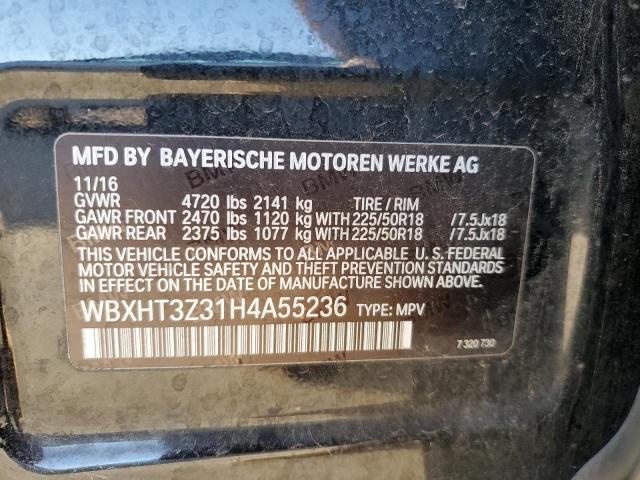 MFD BY BAYERISCHE MOTOREN WERKE AG
11/16
GVWR 4720 lbs 2141 kg TIRE / RIM
GAWR FRONT 2470 lbs 1120 kg WITH 225/50R18 /7.5Jx18
GAWR REAR 2375 lbs 1077 kg WITH 225/50R18 /7.5Jx18
THIS VEHICLE CONFORMS TO ALL APPLICABLE U.S. FEDERAL
MOTOR VEHICLE SAFETY AND THEFT PREVENTION STANDARDS
IN EFFECT ON THE DATE OF MANUFACTURE SHOWN ABOVE.
WBXHT3Z31H4A55236 TYPE: MPV
7 320 730